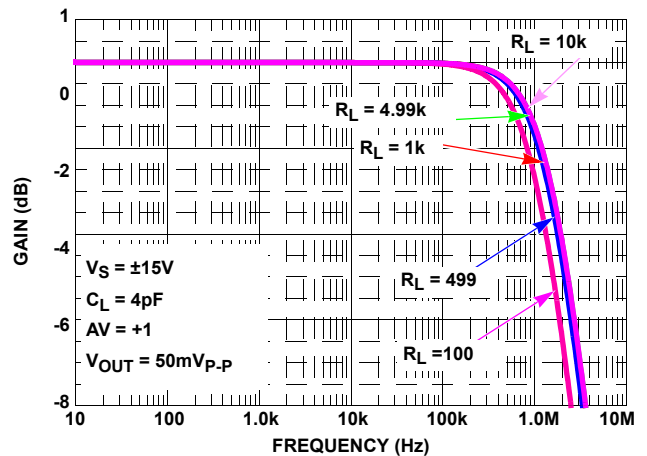 1
R_L = 10k
0
R_L = 4.99k
R_L = 1k
-2
GAIN (dB)
-4
V_S = ±15V
C_L = 4pF
R_L = 499
AV = +1
-6
V_OUT = 50mV_P-P
R_L =100
-8
10 100 1.0k 10k 100k 1.0M 10M
FREQUENCY (Hz)